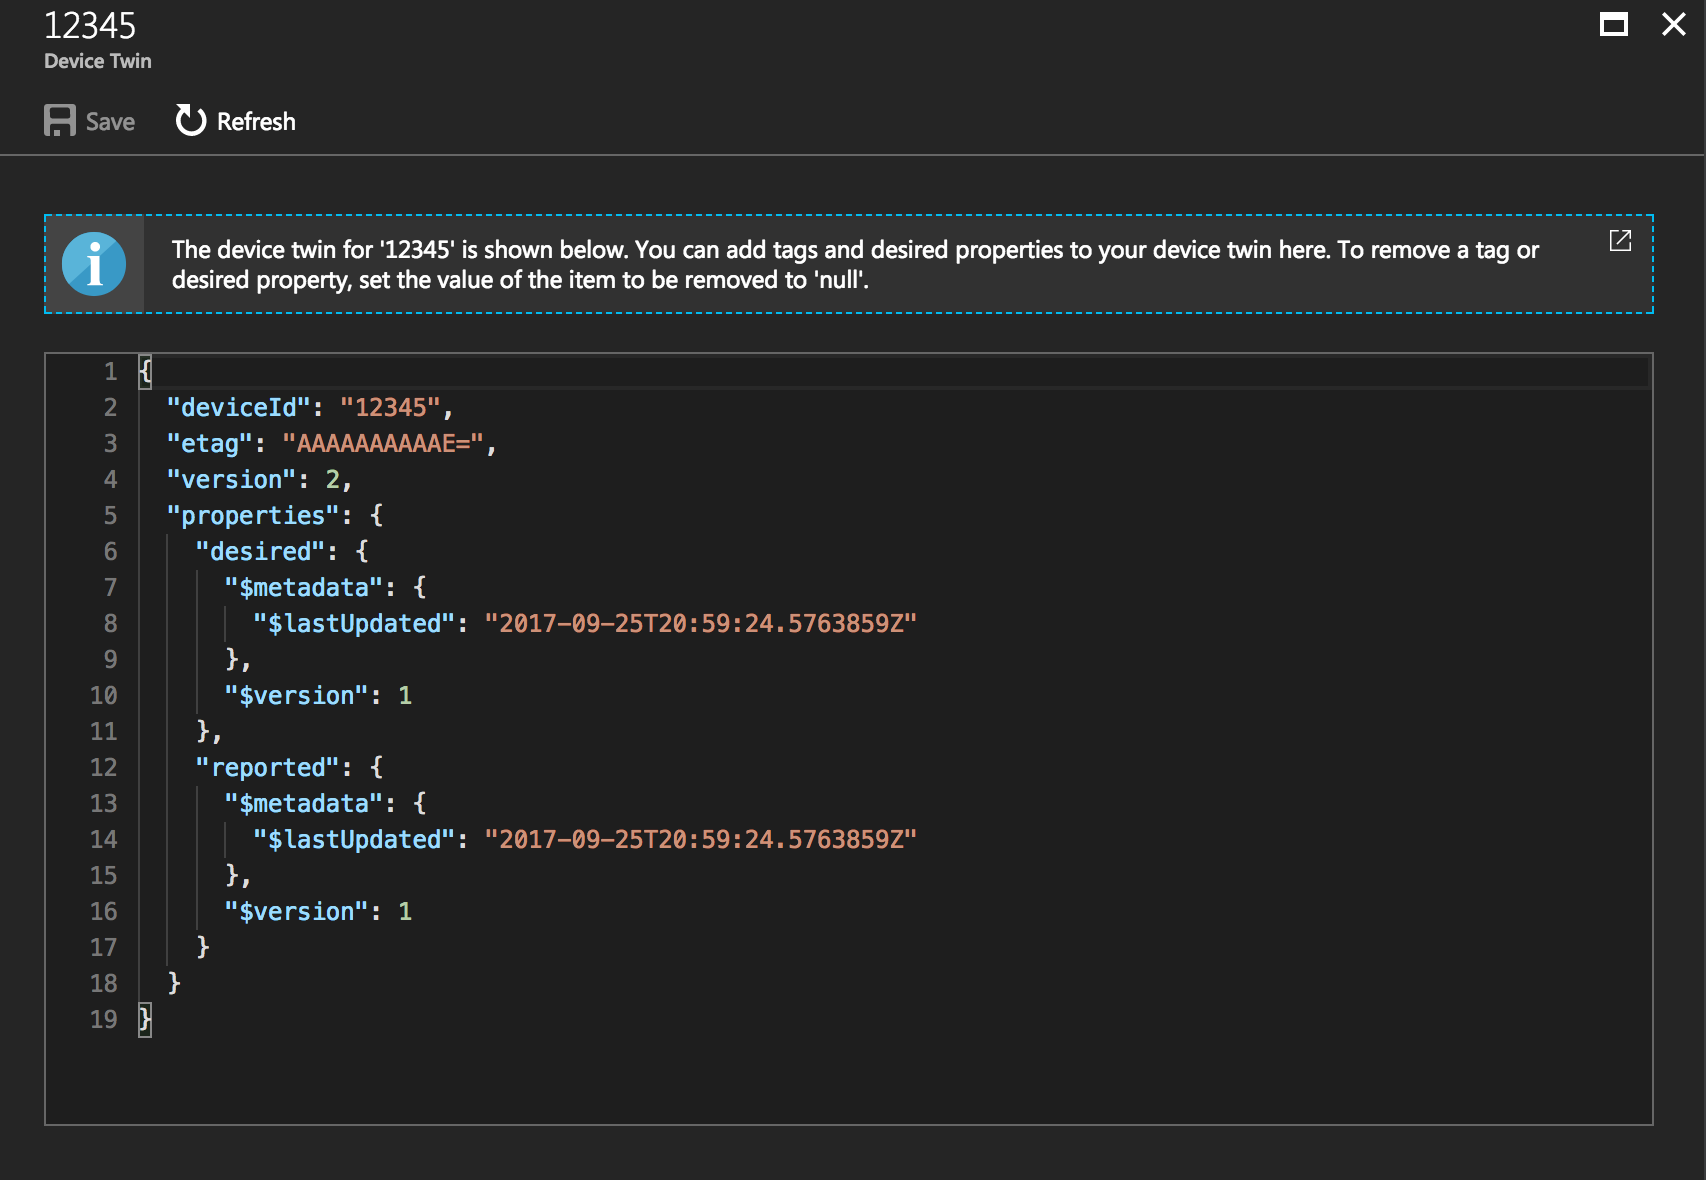 12345
Device Twin
Save Refresh
The device twin for '12345' is shown below. You can add tags and desired properties to your device twin here. To remove a tag or
desired property, set the value of the item to be removed to 'null'.
1 {
2 "deviceId": "12345",
3 "etag": "AAAAAAAAAAE=",
4 "version": 2,
5 "properties": {
6 "desired": {
7 "$metadata": {
8 "$lastUpdated": "2017-09-25T20:59:24.5763859Z"
9 },
10 "$version": 1
11 },
12 "reported": {
13 "$metadata": {
14 "$lastUpdated": "2017-09-25T20:59:24.5763859Z"
15 },
16 "$version": 1
17 }
18 }
19 }